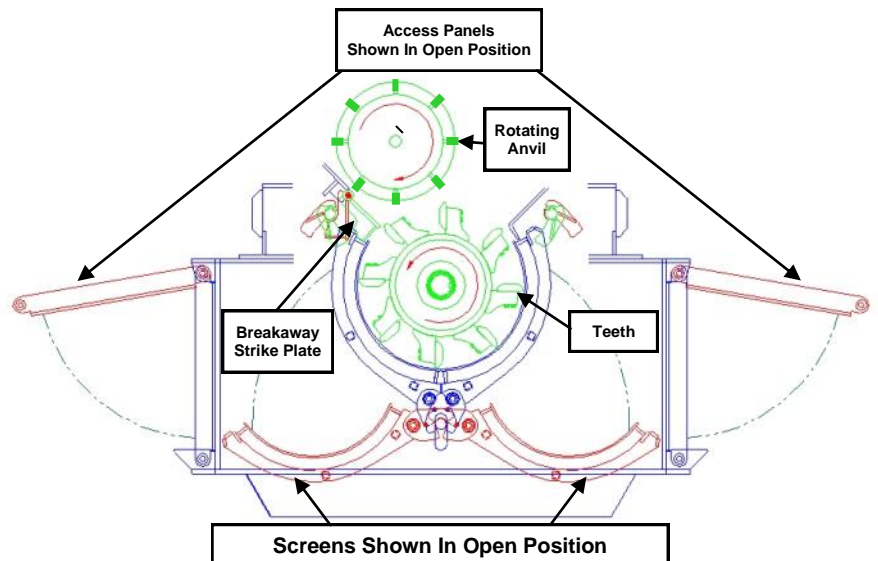 Access Panels
Shown In Open Position
Rotating
Anvil
Breakaway
Strike Plate
Teeth
Screens Shown In Open Position